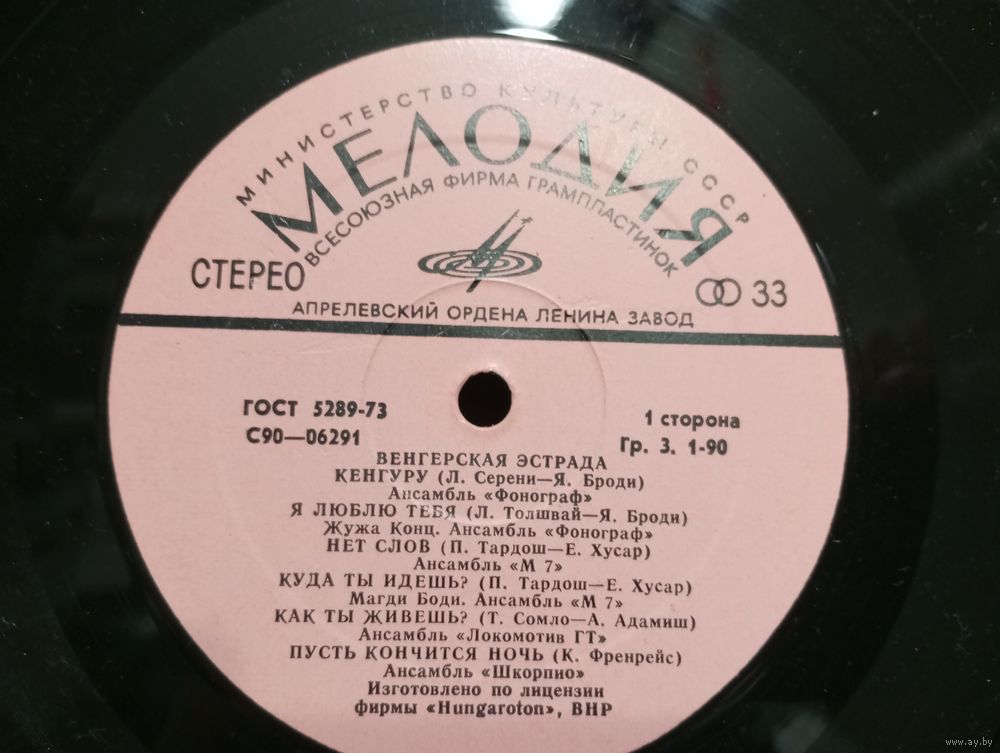 МИНИСТЕРСТВО КУЛЬТУРЫ СССР
МЕЛОДИЯ
ВСЕСОЮЗНАЯ ФИРМА ГРАМПЛАСТИНОК
СТЕРЕО
33
АПРЕЛЕВСКИЙ ОРДЕНА ЛЕНИНА ЗАВОД
ГОСТ 5289-73
1 сторона
С90—06291
Гр. 3. 1-90
ВЕНГЕРСКАЯ ЭСТРАДА
КЕНГУРУ (Л. Серени—Я. Броди)
Ансамбль «Фонограф»
Я ЛЮБЛЮ ТЕБЯ (Л. Толшвай—Я. Броди)
Жужа Конц. Ансамбль «Фонограф»
НЕТ СЛОВ (П. Тардош—Е. Хусар)
Ансамбль «М 7»
КУДА ТЫ ИДЕШЬ? (П. Тардош—Е. Хусар)
Магди Боди. Ансамбль «М 7»
КАК ТЫ ЖИВЕШЬ? (Т. Сомло—А. Адамиш)
Ансамбль «Локомотив ГТ»
ПУСТЬ КОНЧИТСЯ НОЧЬ (К. Френрейс)
Ансамбль «Шкорпио»
Изготовлено по лицензии
фирмы «Hungaroton», ВНР
www.ay.by